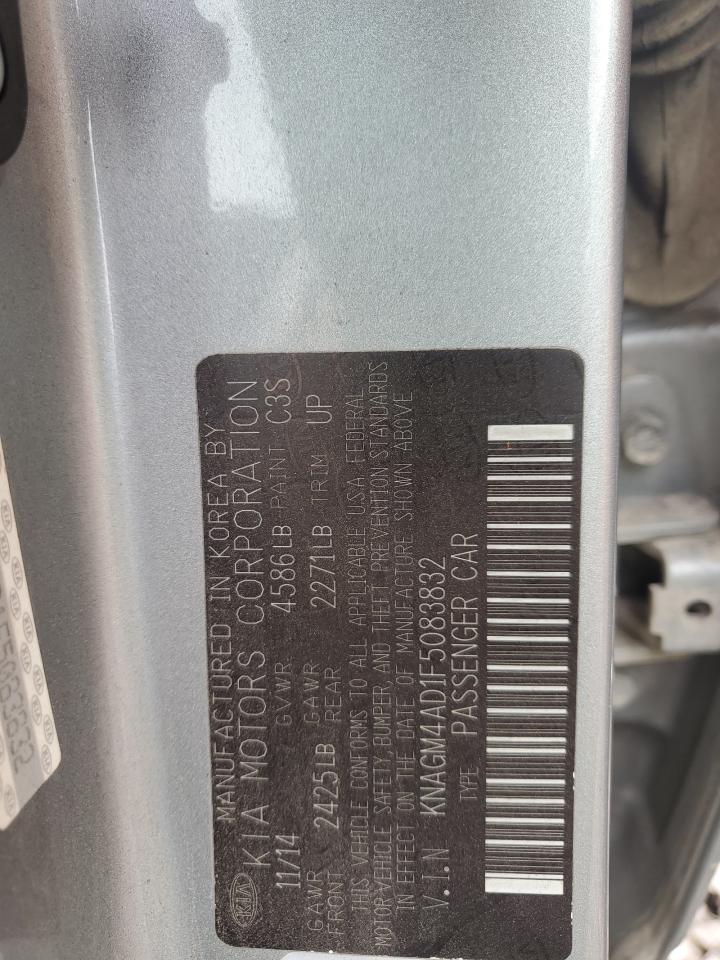 MANUFACTURED IN KOREA BY
KIA MOTORS CORPORATION
11/14 GVWR 4586LB PAINT C3S
GAWR FRONT 2425LB GAWR REAR 2271LB TRIM UP
THIS VEHICLE CONFORMS TO ALL APPLICABLE U.S.A. FEDERAL
MOTOR VEHICLE SAFETY, BUMPER, AND THEFT PREVENTION STANDARDS
IN EFFECT ON THE DATE OF MANUFACTURE SHOWN ABOVE
V.I.N KNAGM4AD1F5083832
TYPE PASSENGER CAR
KIA